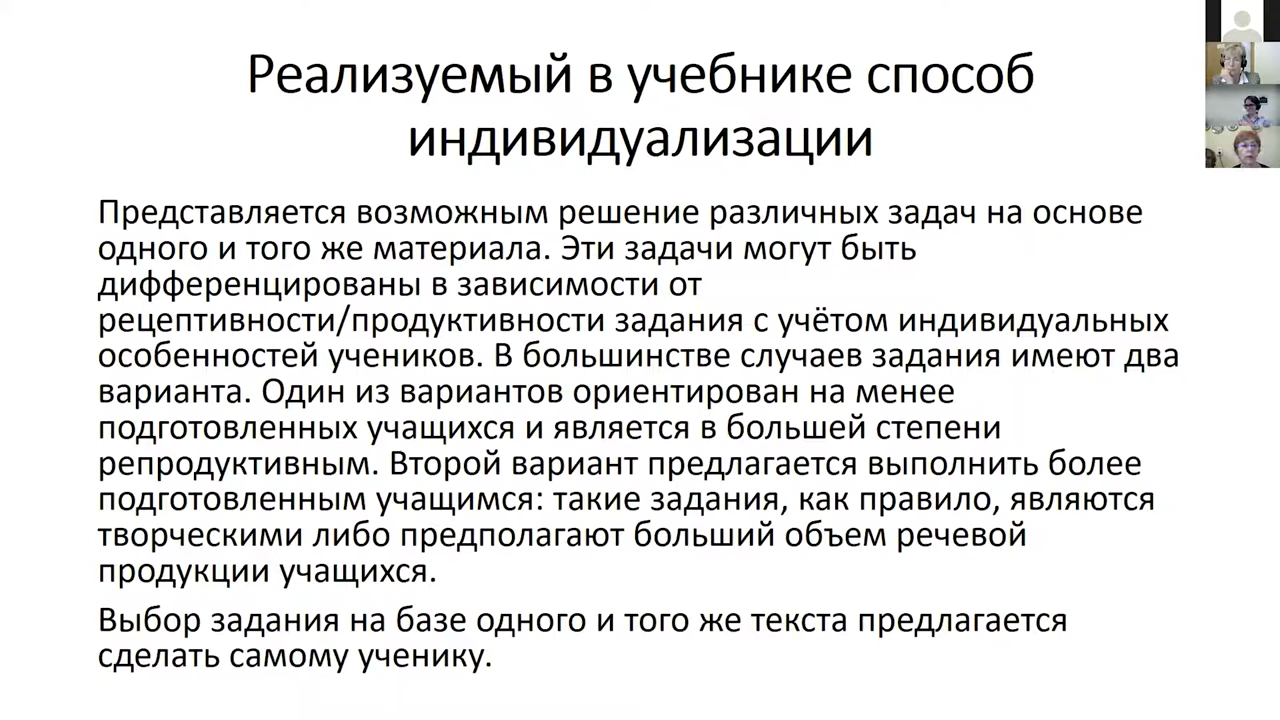 Реализуемый в учебнике способ
индивидуализации
Представляется возможным решение различных задач на основе
одного и того же материала. Эти задачи могут быть
дифференцированы в зависимости от
рецептивности/продуктивности задания с учётом индивидуальных
особенностей учеников. В большинстве случаев задания имеют два
варианта. Один из вариантов ориентирован на менее
подготовленных учащихся и является в большей степени
репродуктивным. Второй вариант предлагается выполнить более
подготовленным учащимся: такие задания, как правило, являются
творческими либо предполагают больший объем речевой
продукции учащихся.
Выбор задания на базе одного и того же текста предлагается
сделать самому ученику.